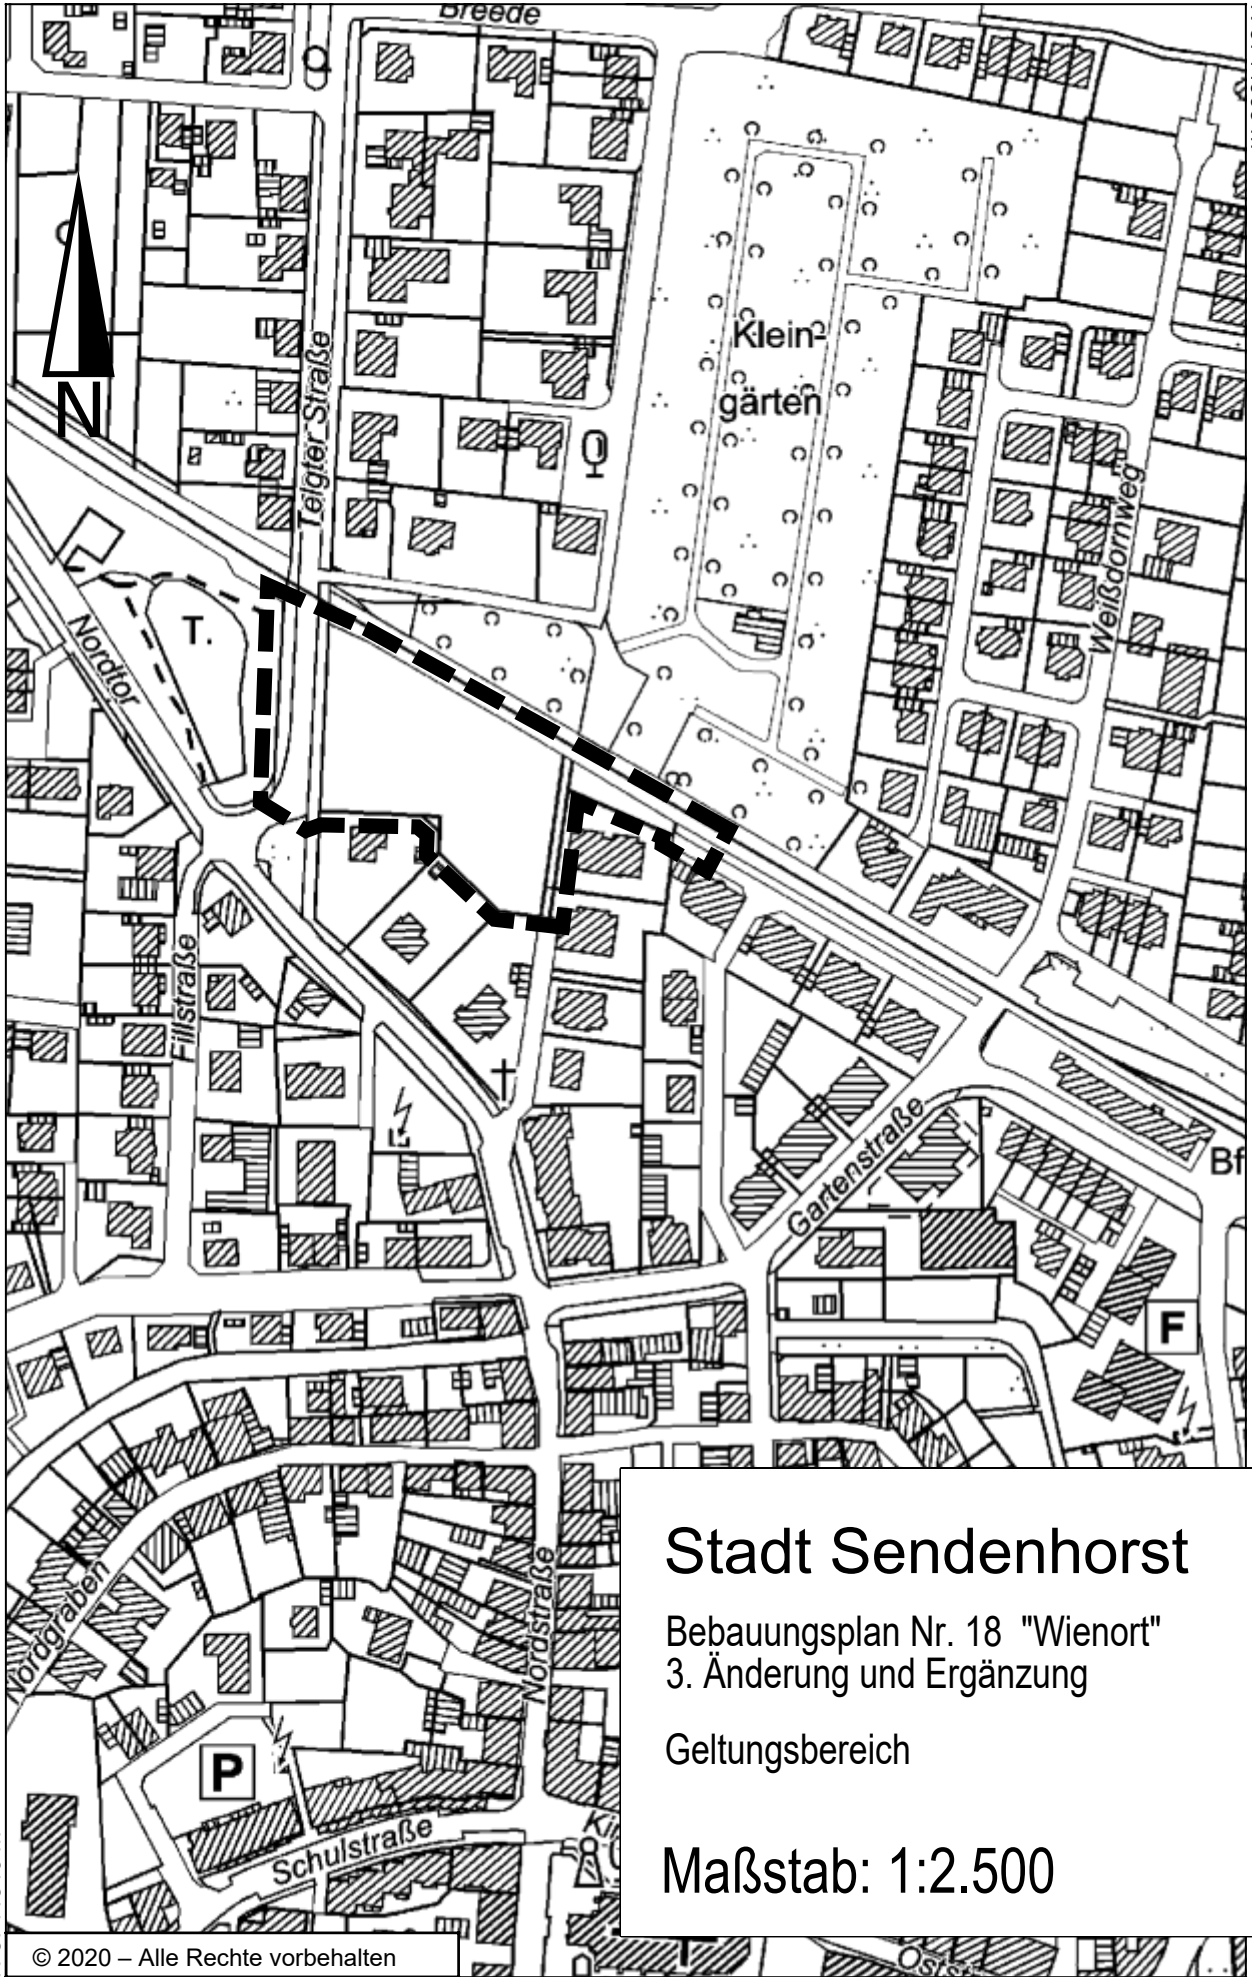 Breede
Telgter Straße
Klein-
gärten
N
Weißdornweg
T.
Nordtor
Fillstraße
Gartenstraße
Bf
F
Nordgraben
Nordstraße
P
Schulstraße
Stadt Sendenhorst
Bebauungsplan Nr. 18 "Wienort"
3. Änderung und Ergänzung
Geltungsbereich
Maßstab: 1:2.500
© 2020 – Alle Rechte vorbehalten